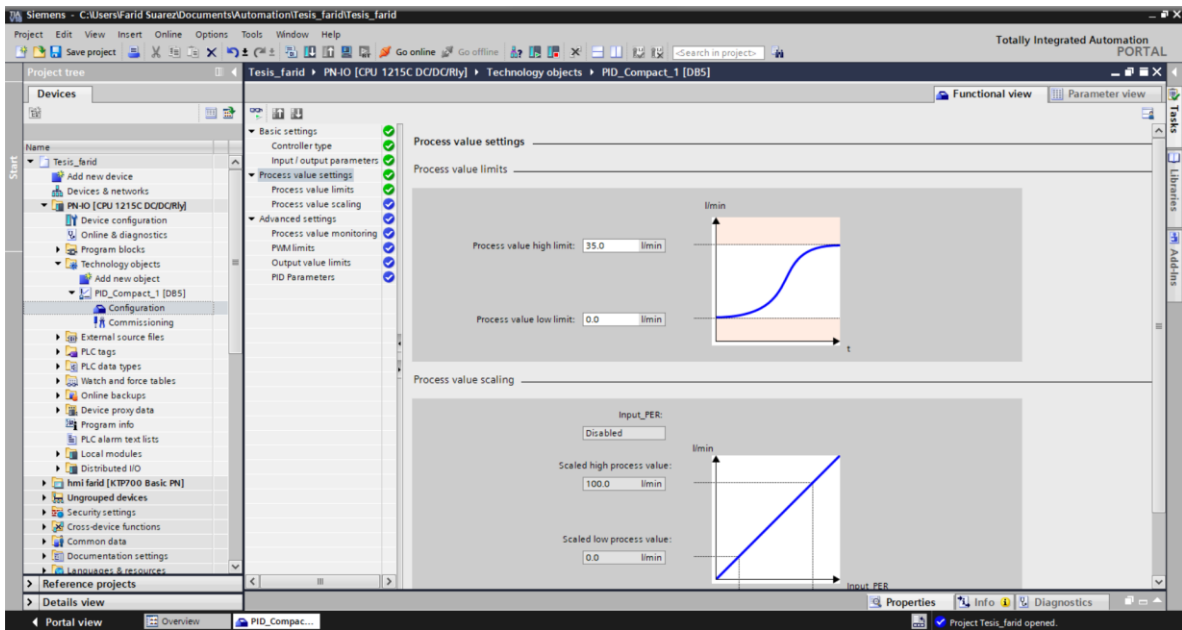 Siemens - C:\Users\Farid Suarez\Documents\Automation\Tesis_farid\Tesis_farid
Project Edit View Insert Online Options Tools Window Help
Totally Integrated Automation
PORTAL
Save project
Go online
Go offline
<Search in project>
Project tree
Tesis_farid
PN-IO [CPU 1215C DC/DC/Rly]
Technology objects
PID_Compact_1 [DB5]
Devices
Functional view
Parameter view
Name
Tesis_farid
Add new device
Devices & networks
PN-IO [CPU 1215C DC/DC/Rly]
Device configuration
Online & diagnostics
Program blocks
Technology objects
Add new object
PID_Compact_1 [DB5]
Configuration
Commissioning
External source files
PLC tags
PLC data types
Watch and force tables
Online backups
Device proxy data
Program info
PLC alarm text lists
Local modules
Distributed I/O
hmi farid [KTP700 Basic PN]
Ungrouped devices
Security settings
Cross-device functions
Common data
Documentation settings
Languages & resources
Reference projects
Details view
Basic settings
Controller type
Input / output parameters
Process value settings
Process value limits
Process value scaling
Advanced settings
Process value monitoring
PWM limits
Output value limits
PID Parameters
Process value settings
Process value limits
l/min
Process value high limit: 35.0 l/min
Process value low limit: 0.0 l/min
t
Process value scaling
Input_PER:
Disabled
l/min
Scaled high process value:
100.0 l/min
Scaled low process value:
0.0 l/min
Input_PER
Start
Tasks
Libraries
Add-Ins
Properties
Info
Diagnostics
Portal view
Overview
PID_Compac...
Project Tesis_farid opened.